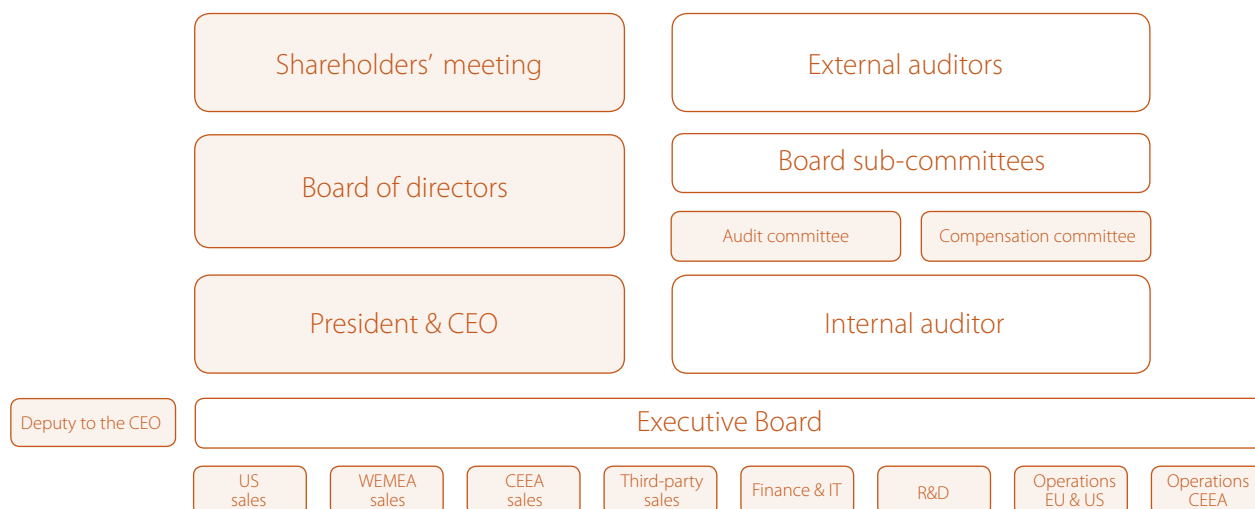 Shareholders’ meeting
External auditors
Board of directors
Board sub-committees
Audit committee
Compensation committee
President & CEO
Internal auditor
Deputy to the CEO
Executive Board
US
sales
WEMEA
sales
CEEA
sales
Third-party
sales
Finance & IT
R&D
Operations
EU & US
Operations
CEEA